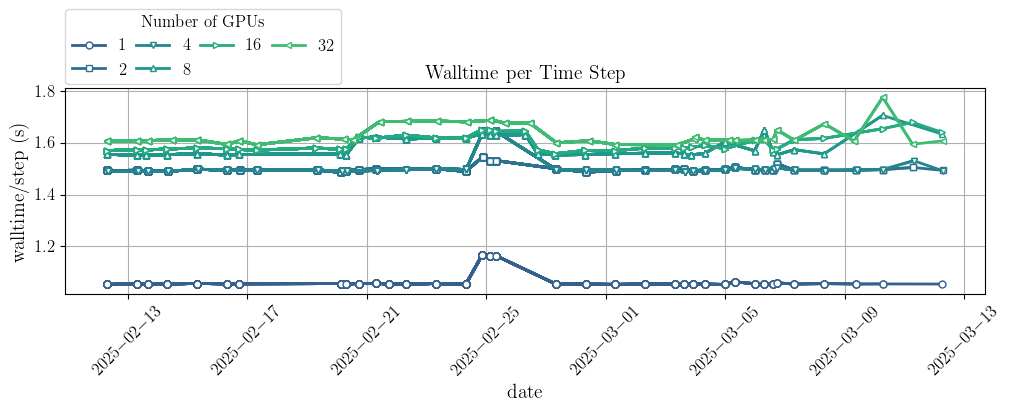 Number of GPUs
1 4 16 32
2 8
Walltime per Time Step
walltime/step (s)
1.8
1.6
1.4
1.2
2025−02−13 2025−02−17 2025−02−21 2025−02−25 2025−03−01 2025−03−05 2025−03−09 2025−03−13
date